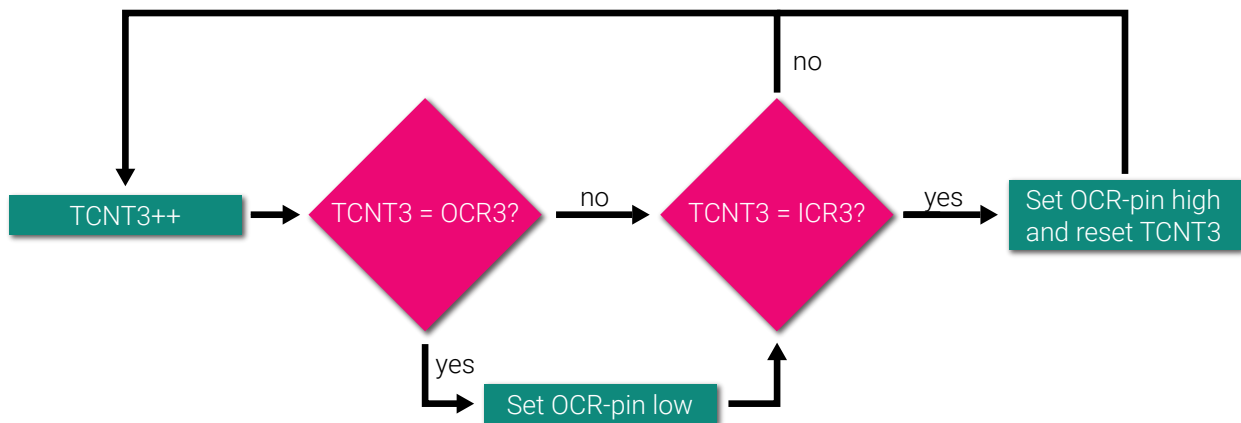 no
TCNT3++
TCNT3 = OCR3?
no
TCNT3 = ICR3?
yes
Set OCR-pin high
and reset TCNT3
yes
Set OCR-pin low